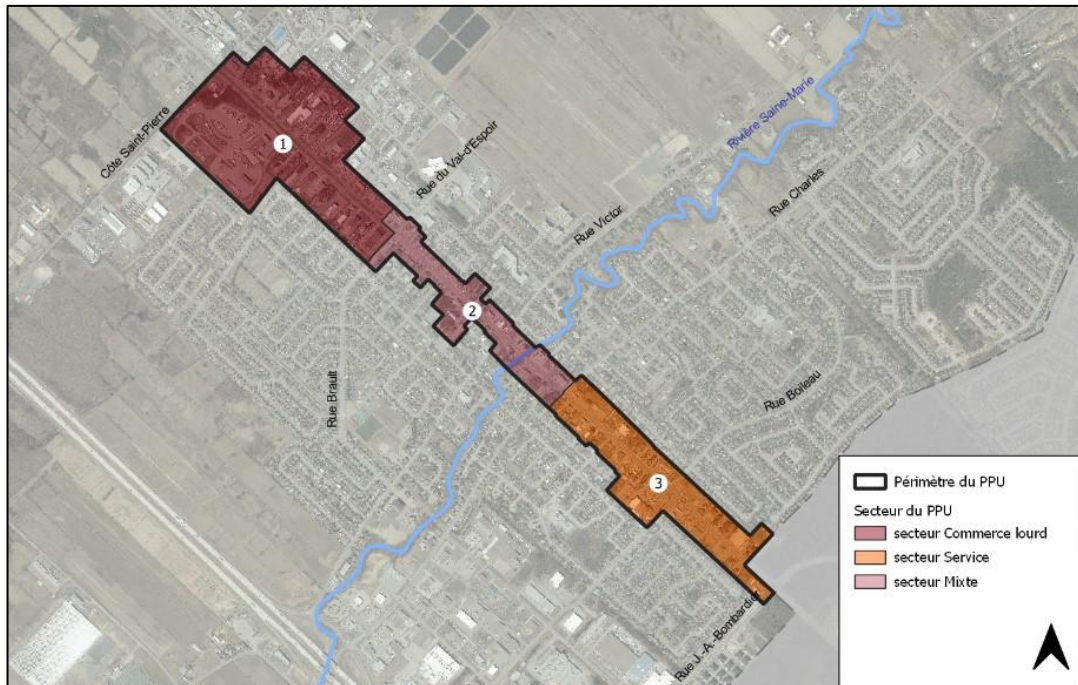 Côte Saint-Pierre
1
Rue du Val-d'Espoir
Rivière Saine-Marie
Rue Charles
Rue Victor
2
Rue Brault
Rue Boileau
3
Rue J.-A.-Bombardier
Périmètre du PPU
Secteur du PPU
secteur Commerce lourd
secteur Service
secteur Mixte